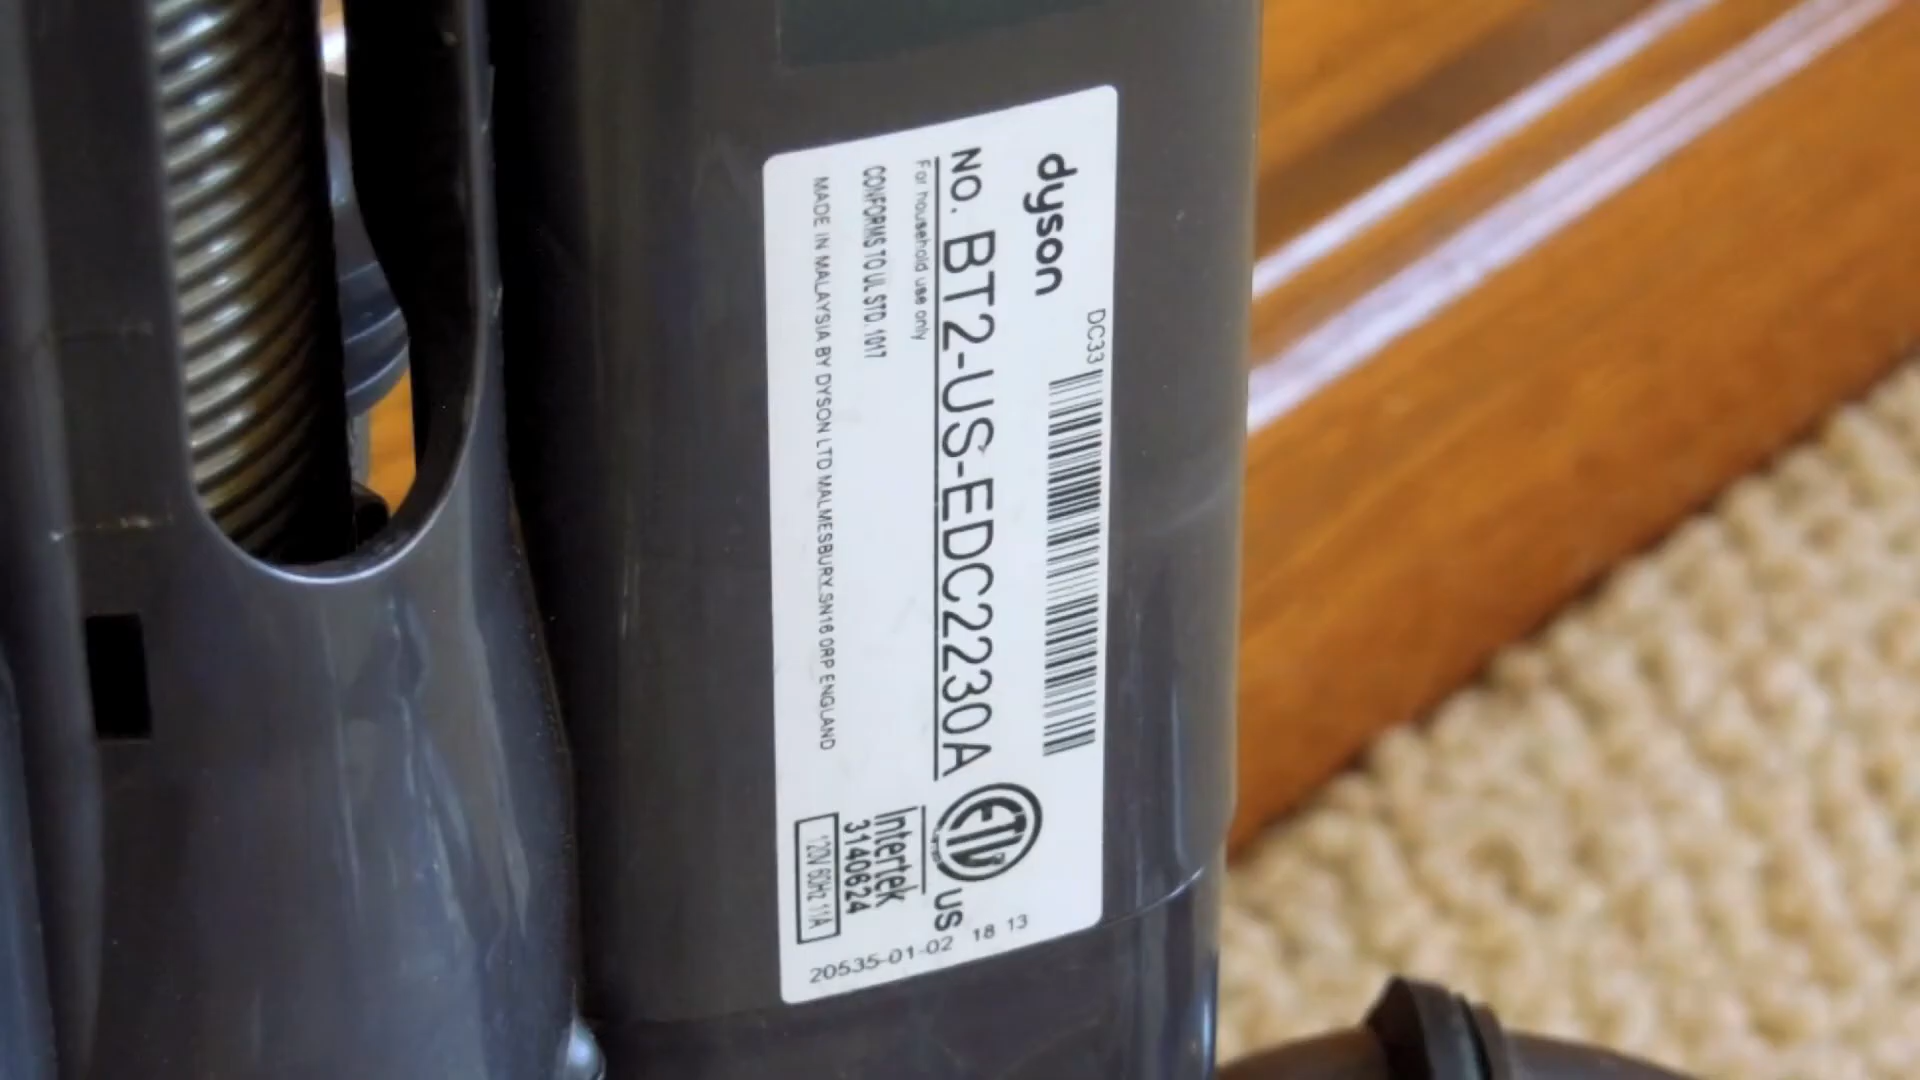 dyson
DC33
NO. BT2-US-EDC2230A
For household use only
CONFORMS TO UL STD. 1017
MADE IN MALAYSIA BY DYSON LTD MALMESBURY.SN16 0RP ENGLAND
ETL
US
Intertek
3140624
120V 60Hz 11A
20535-01-02 18 13